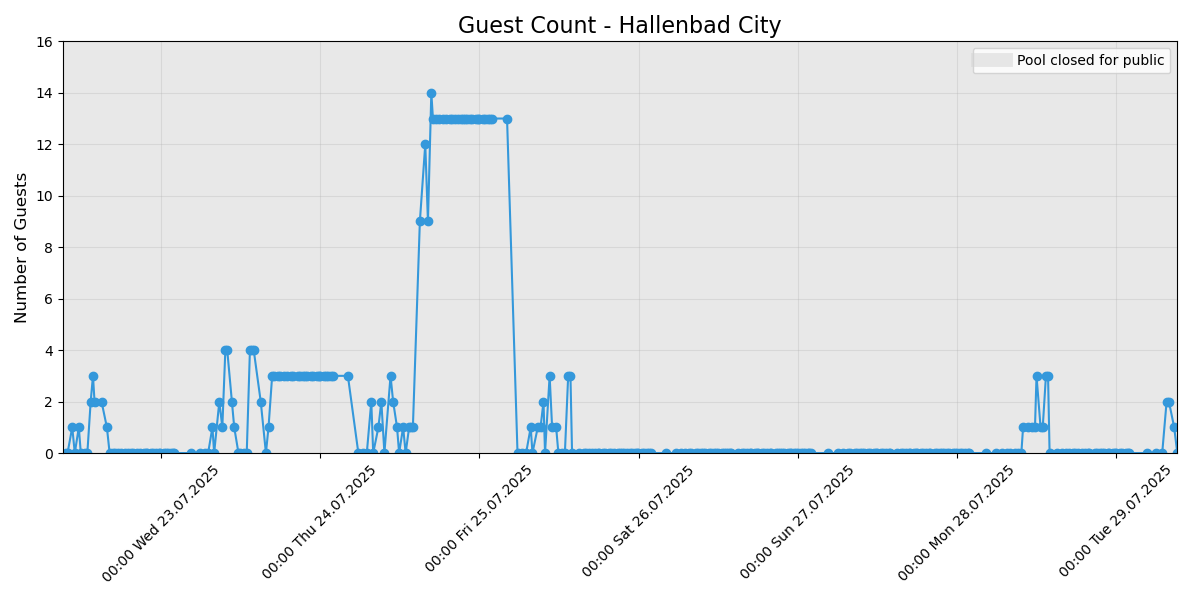 Guest Count - Hallenbad City
Pool closed for public
Number of Guests
16
14
12
10
8
6
4
2
0
00:00 Wed 23.07.2025
00:00 Thu 24.07.2025
00:00 Fri 25.07.2025
00:00 Sat 26.07.2025
00:00 Sun 27.07.2025
00:00 Mon 28.07.2025
00:00 Tue 29.07.2025